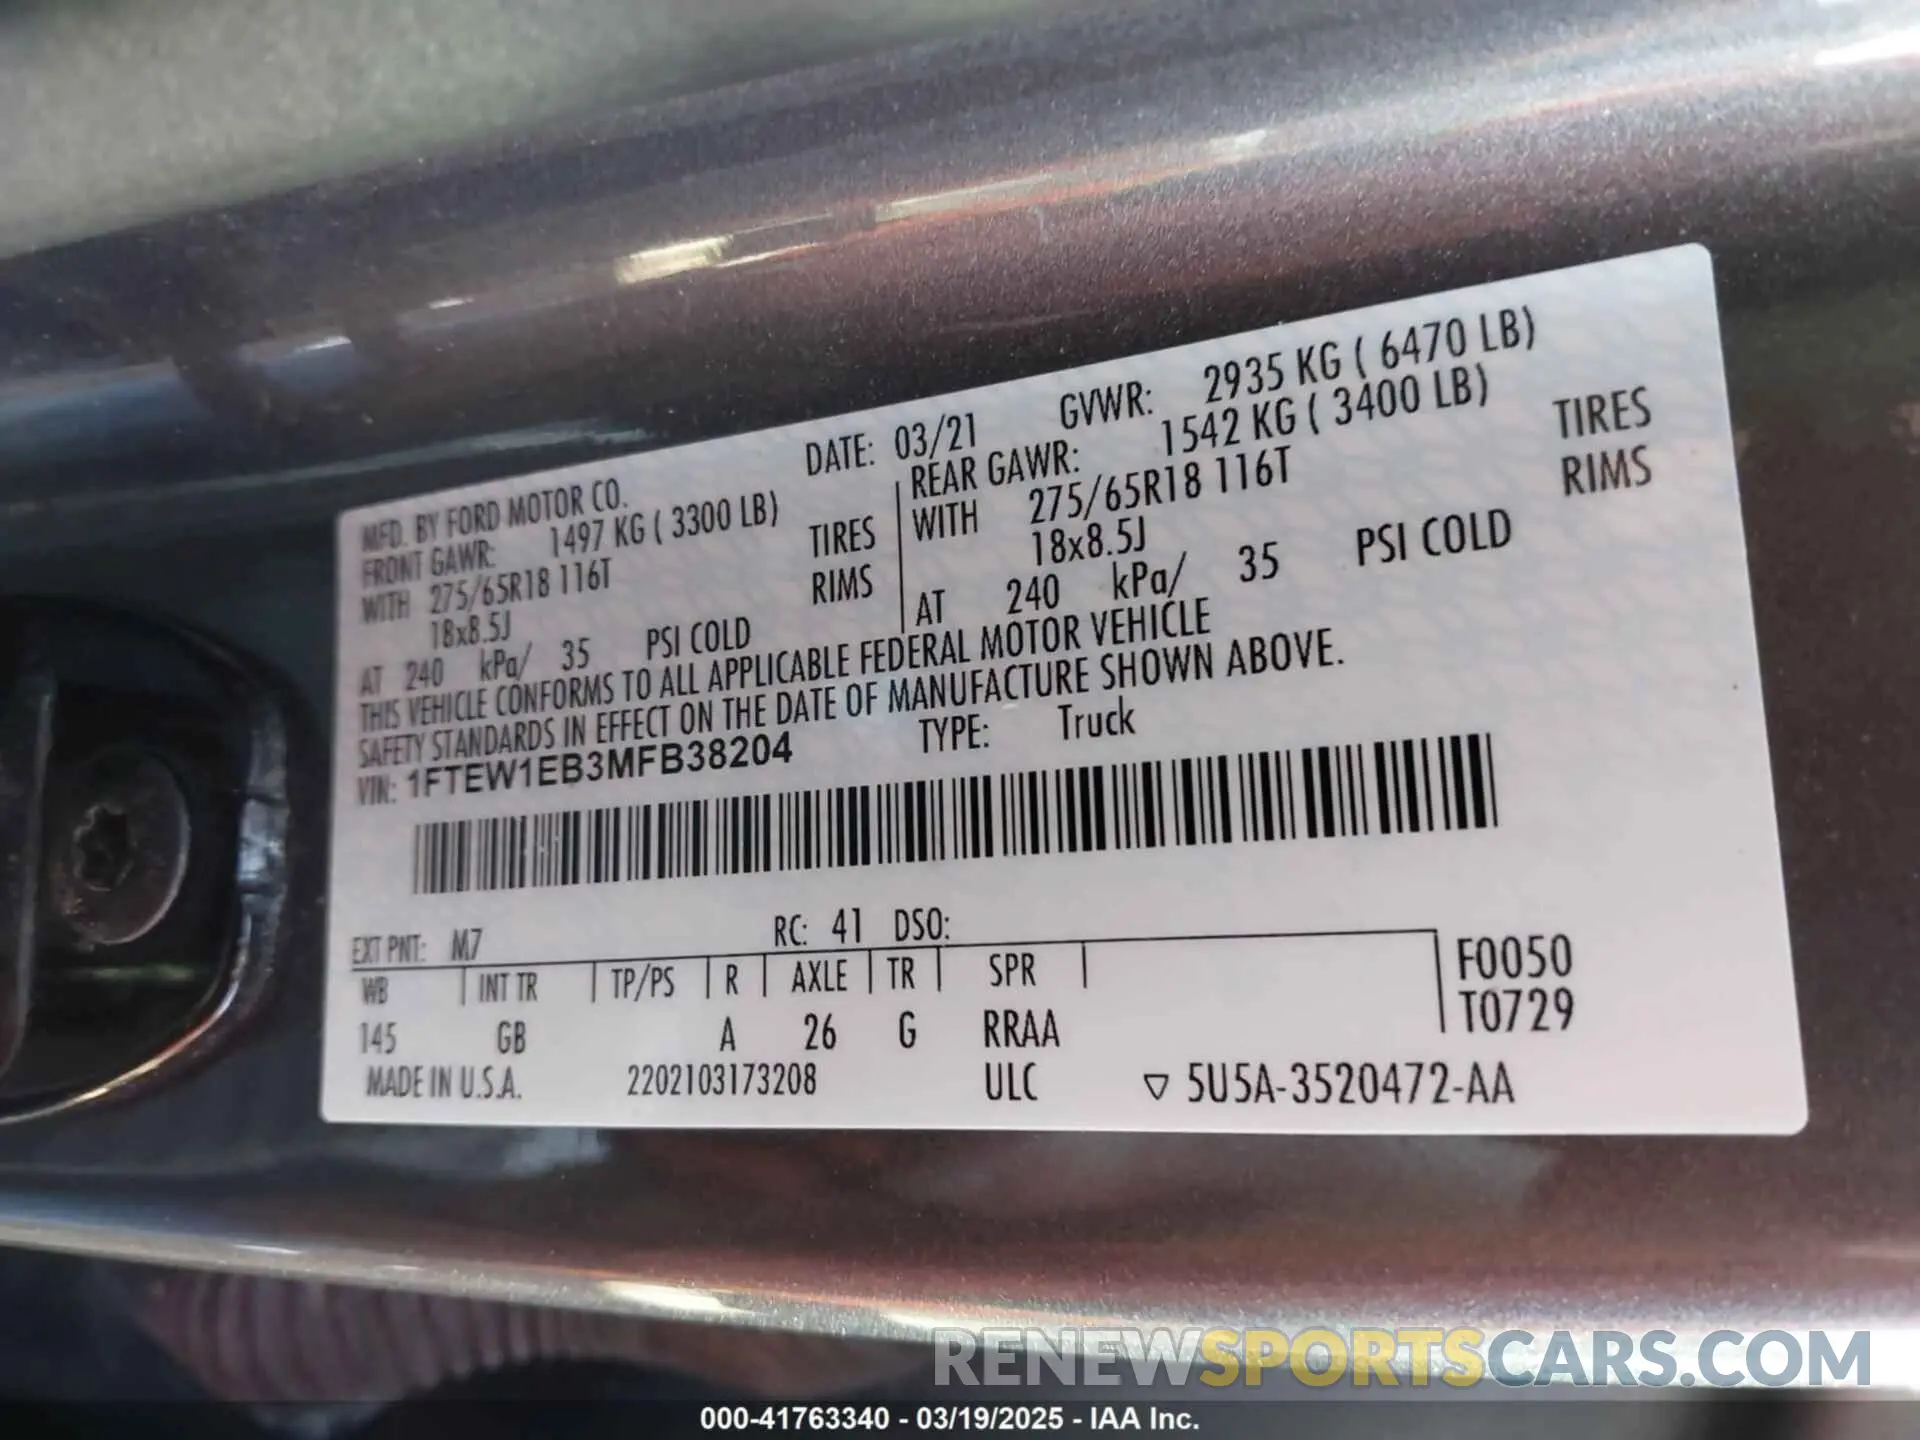 MFD. BY FORD MOTOR CO. DATE: 03/21 GVWR: 2935 KG ( 6470 LB)
FRONT GAWR: 1497 KG ( 3300 LB) REAR GAWR: 1542 KG ( 3400 LB)
WITH 275/65R18 116T TIRES WITH 275/65R18 116T TIRES
18x8.5J RIMS 18x8.5J RIMS
AT 240 kPa/ 35 PSI COLD AT 240 kPa/ 35 PSI COLD
THIS VEHICLE CONFORMS TO ALL APPLICABLE FEDERAL MOTOR VEHICLE
SAFETY STANDARDS IN EFFECT ON THE DATE OF MANUFACTURE SHOWN ABOVE.
VIN: 1FTEW1EB3MFB38204 TYPE: Truck
EXT PNT: M7 RC: 41 DSO:
WB INT TR TP/PS R AXLE TR SPR F0050
145 GB A 26 G RRAA T0729
MADE IN U.S.A. 2202103173208 ULC ▽ 5U5A-3520472-AA
RENEWSPORTSCARS.COM
000-41763340 - 03/19/2025 - IAA Inc.